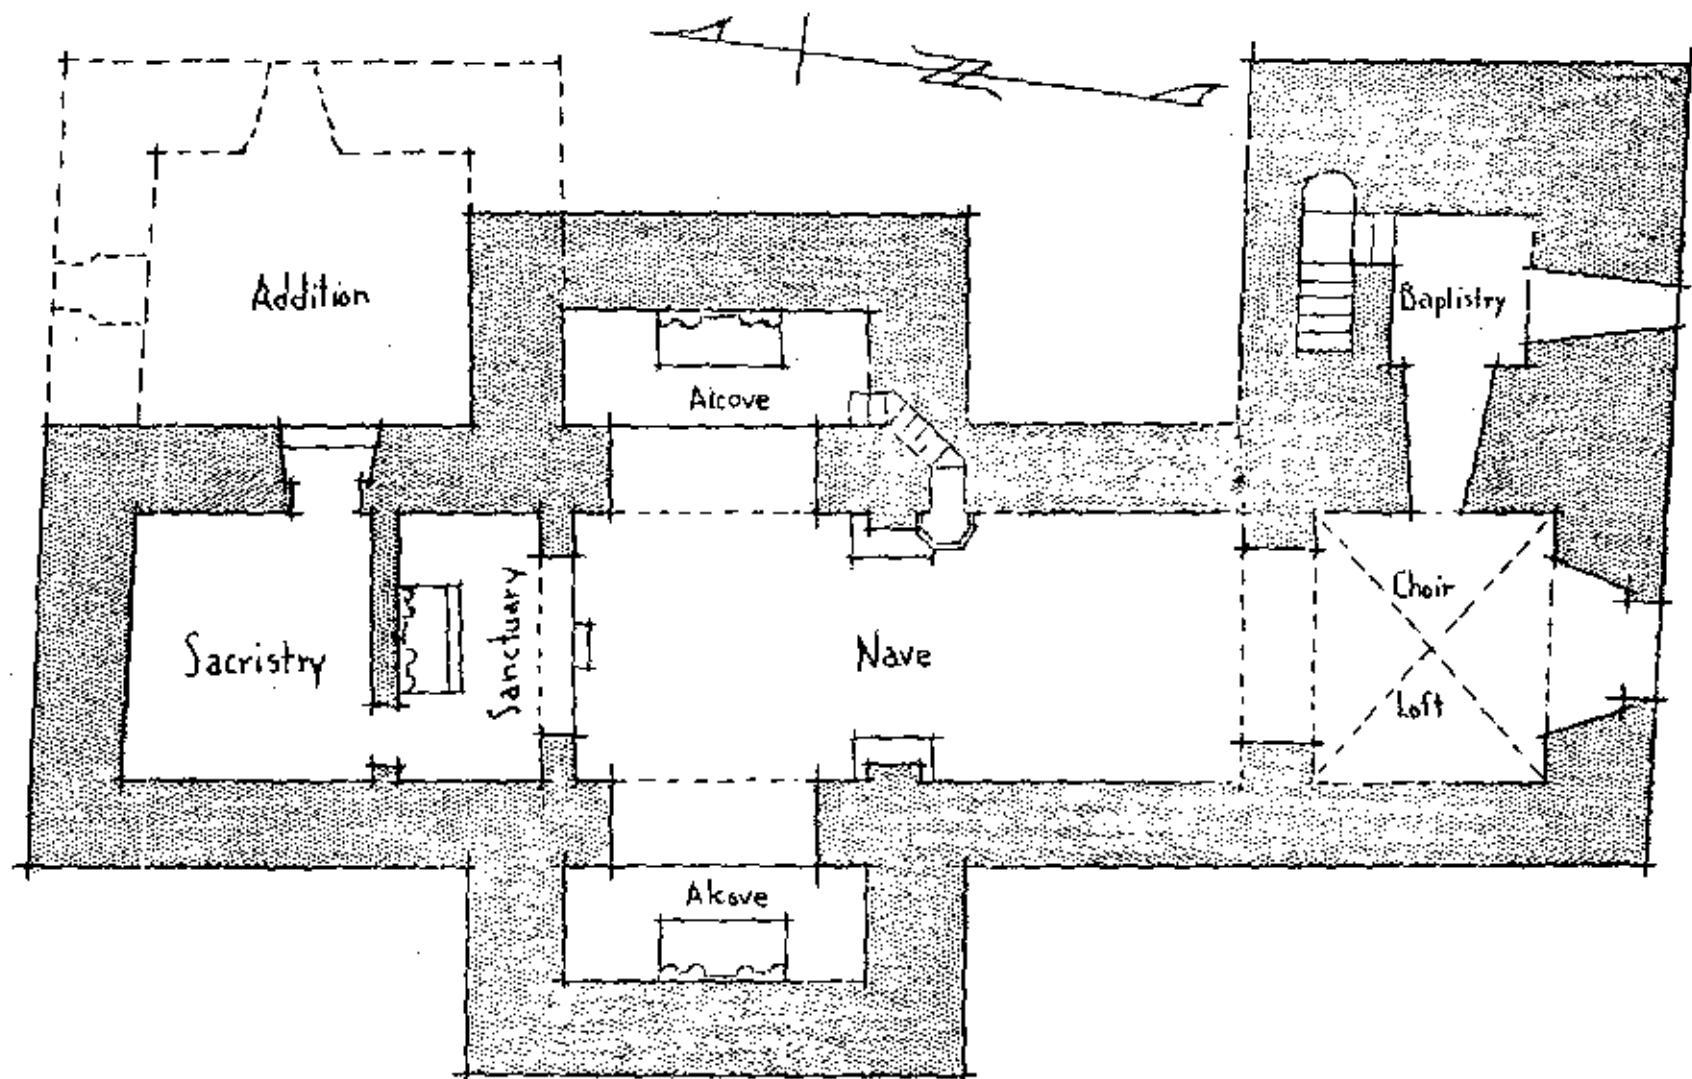 Addition
Baptistry
Alcove
Sanctuary
Sacristry
Nave
Choir
Loft
Alcove